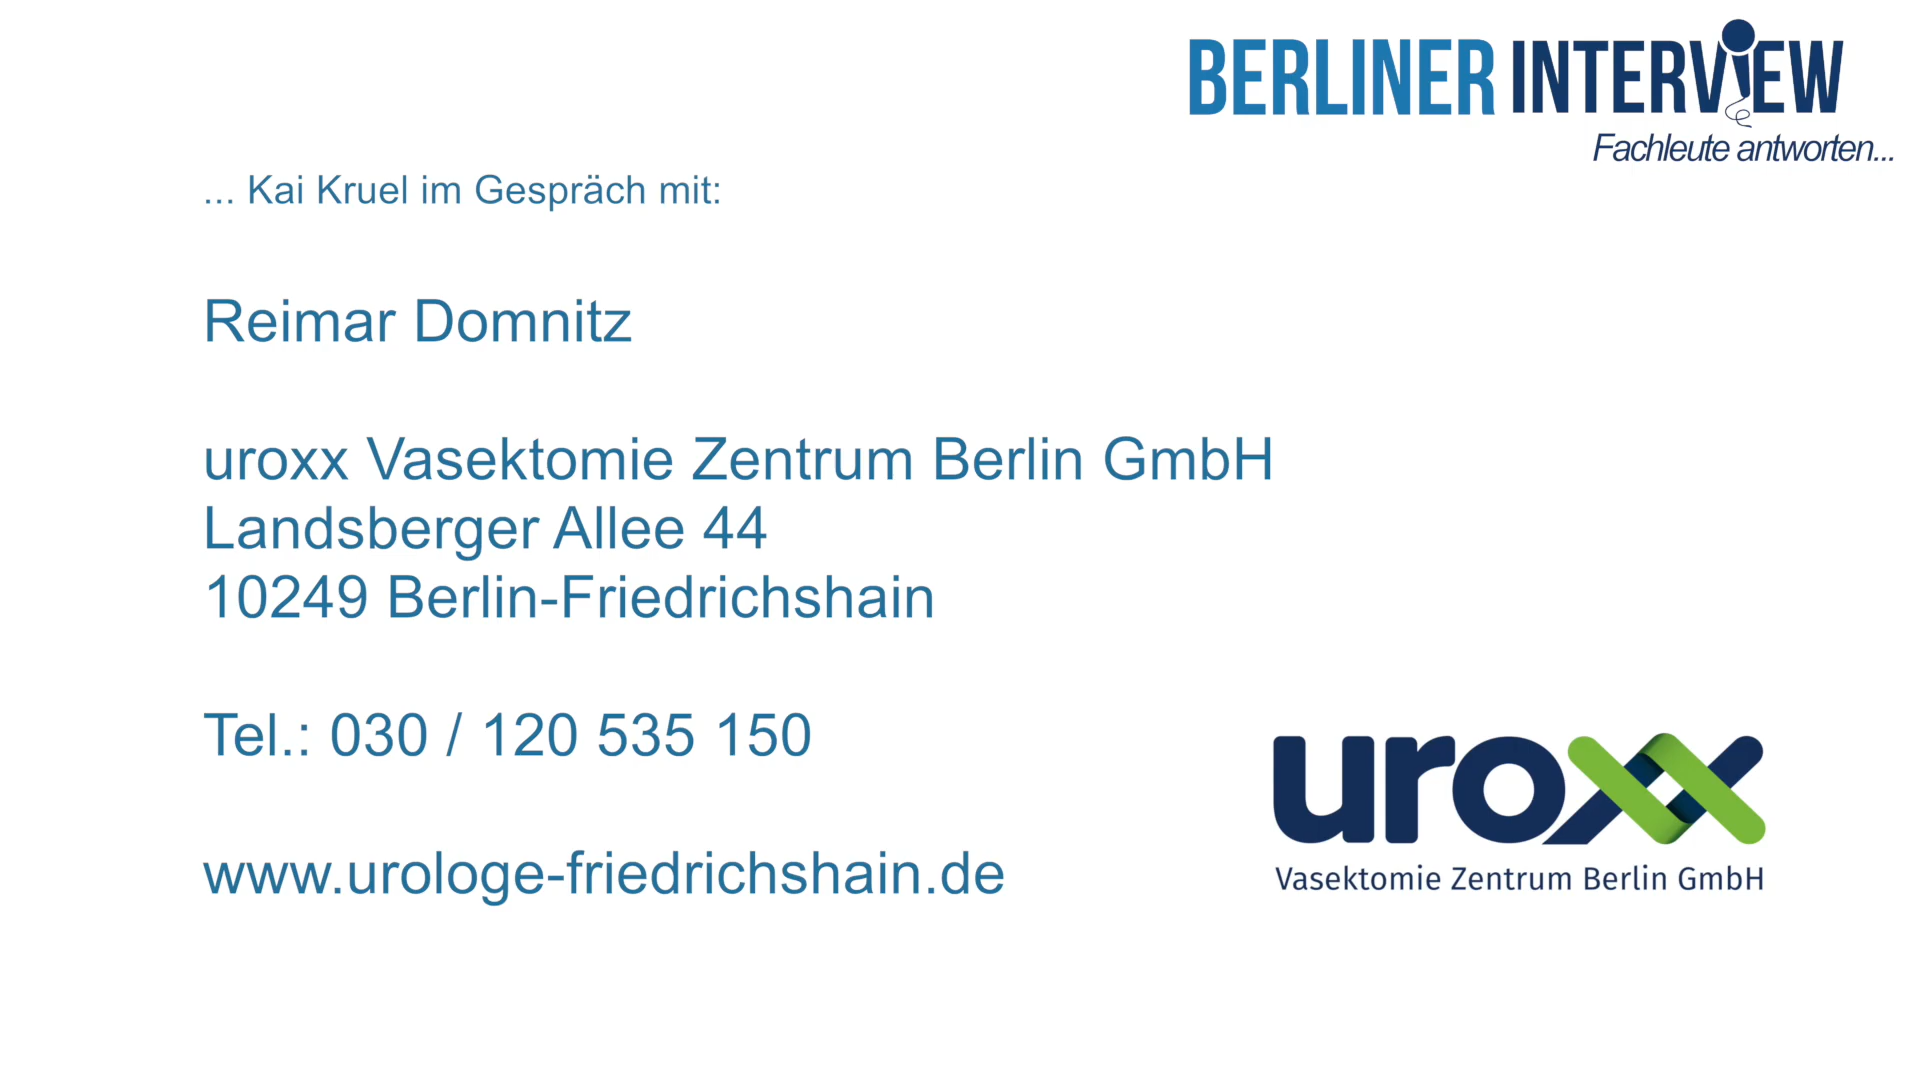 BERLINER INTERVIEW
Fachleute antworten...
... Kai Kruel im Gespräch mit:
Reimar Domnitz
uroxx Vasektomie Zentrum Berlin GmbH
Landsberger Allee 44
10249 Berlin-Friedrichshain
Tel.: 030 / 120 535 150
www.urologe-friedrichshain.de
uroxx
Vasektomie Zentrum Berlin GmbH